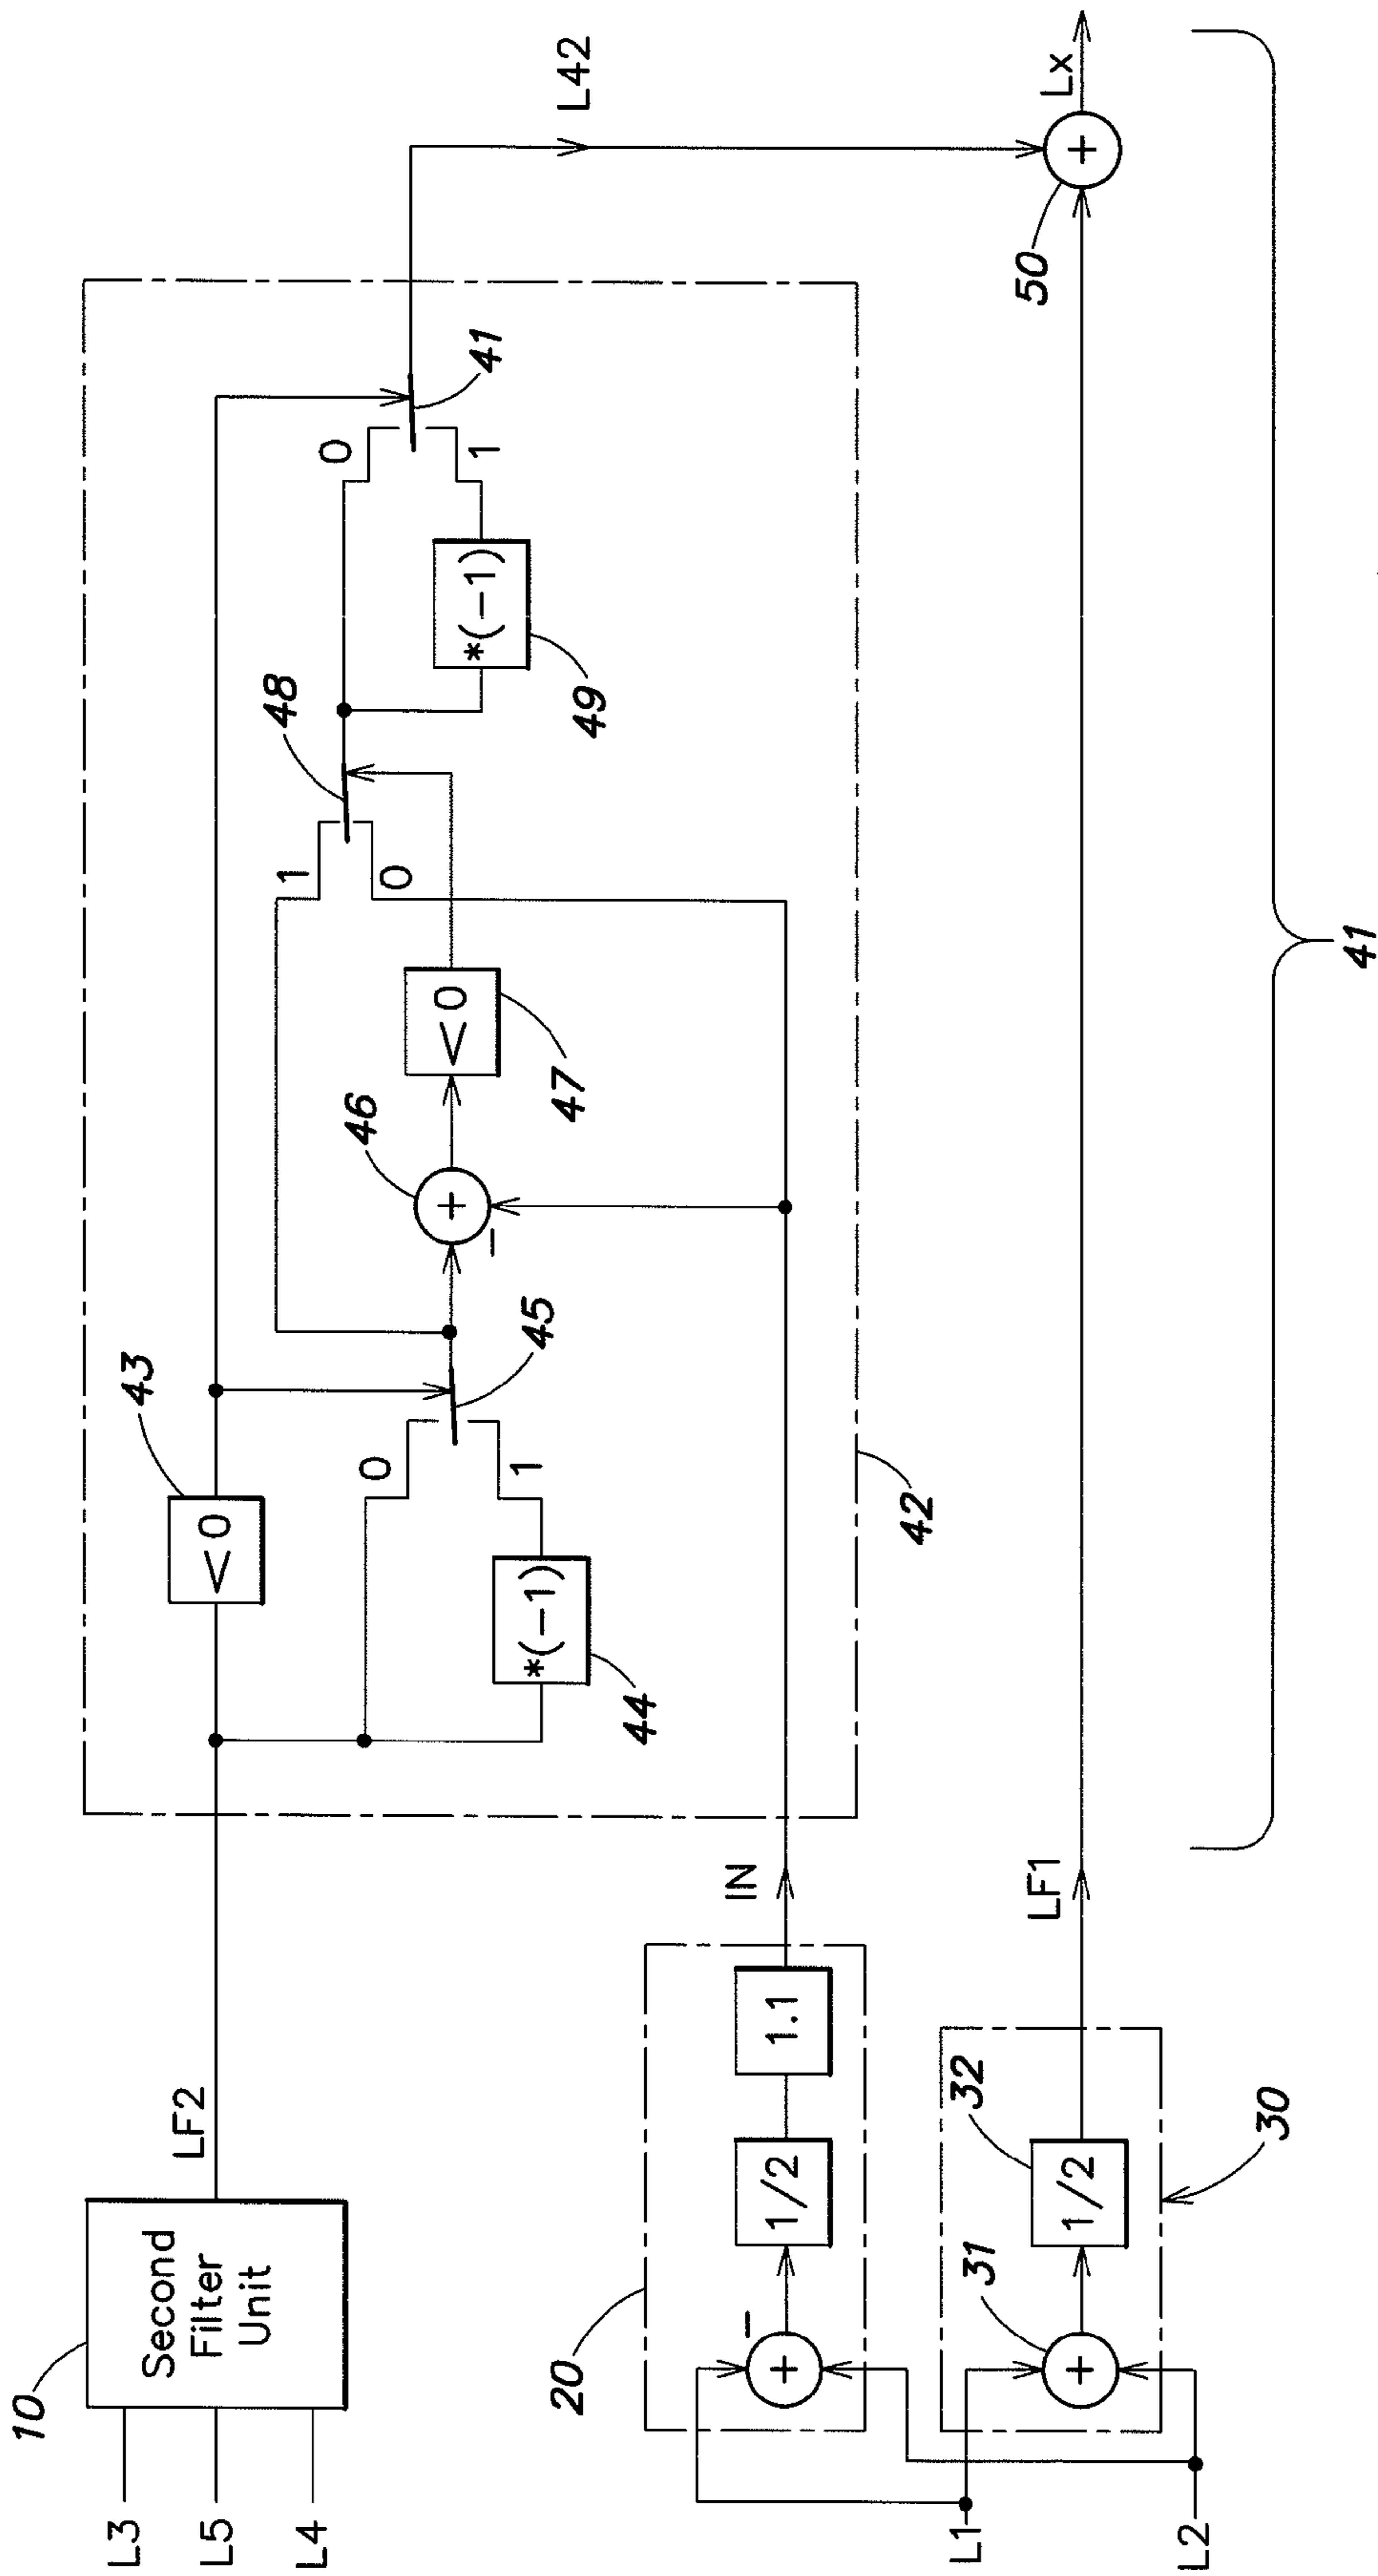 10
Second
Filter
Unit
L3
L5
L4
LF2
43
<0
44
*(-1)
0
1
45
46
+
-
47
<0
48
1
0
49
*(-1)
0
1
41
L42
42
20
+
-
1/2
1.1
IN
L1
L2
31
+
32
1/2
30
LF1
50
+
Lx
41